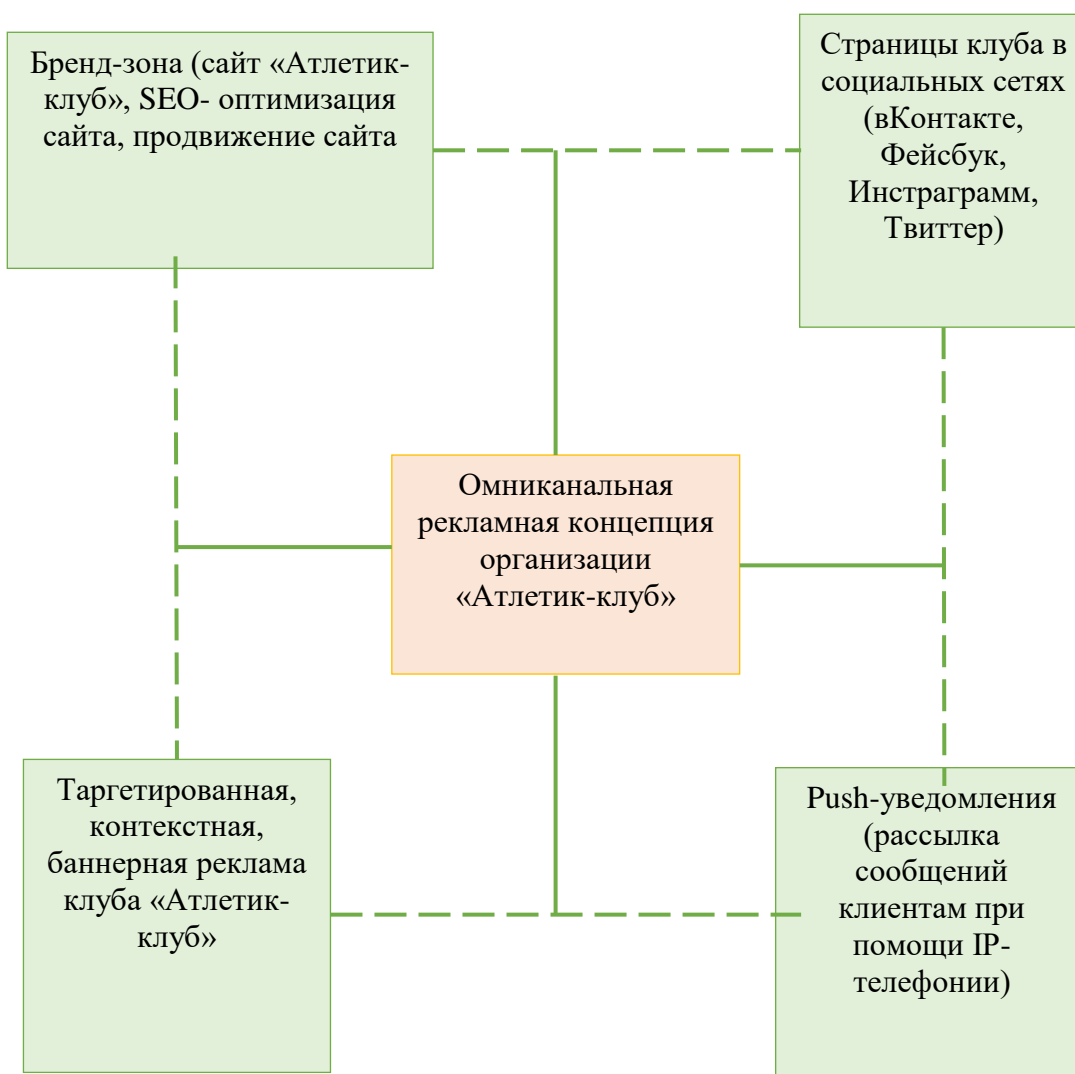 Бренд-зона (сайт «Атлетик-
клуб», SEO- оптимизация
сайта, продвижение сайта
Страницы клуба в
социальных сетях
(вКонтакте,
Фейсбук,
Инстраграмм,
Твиттер)
Омниканальная
рекламная концепция
организации
«Атлетик-клуб»
Таргетированная,
контекстная,
баннерная реклама
клуба «Атлетик-
клуб»
Push-уведомления
(рассылка
сообщений
клиентам при
помощи IP-
телефонии)